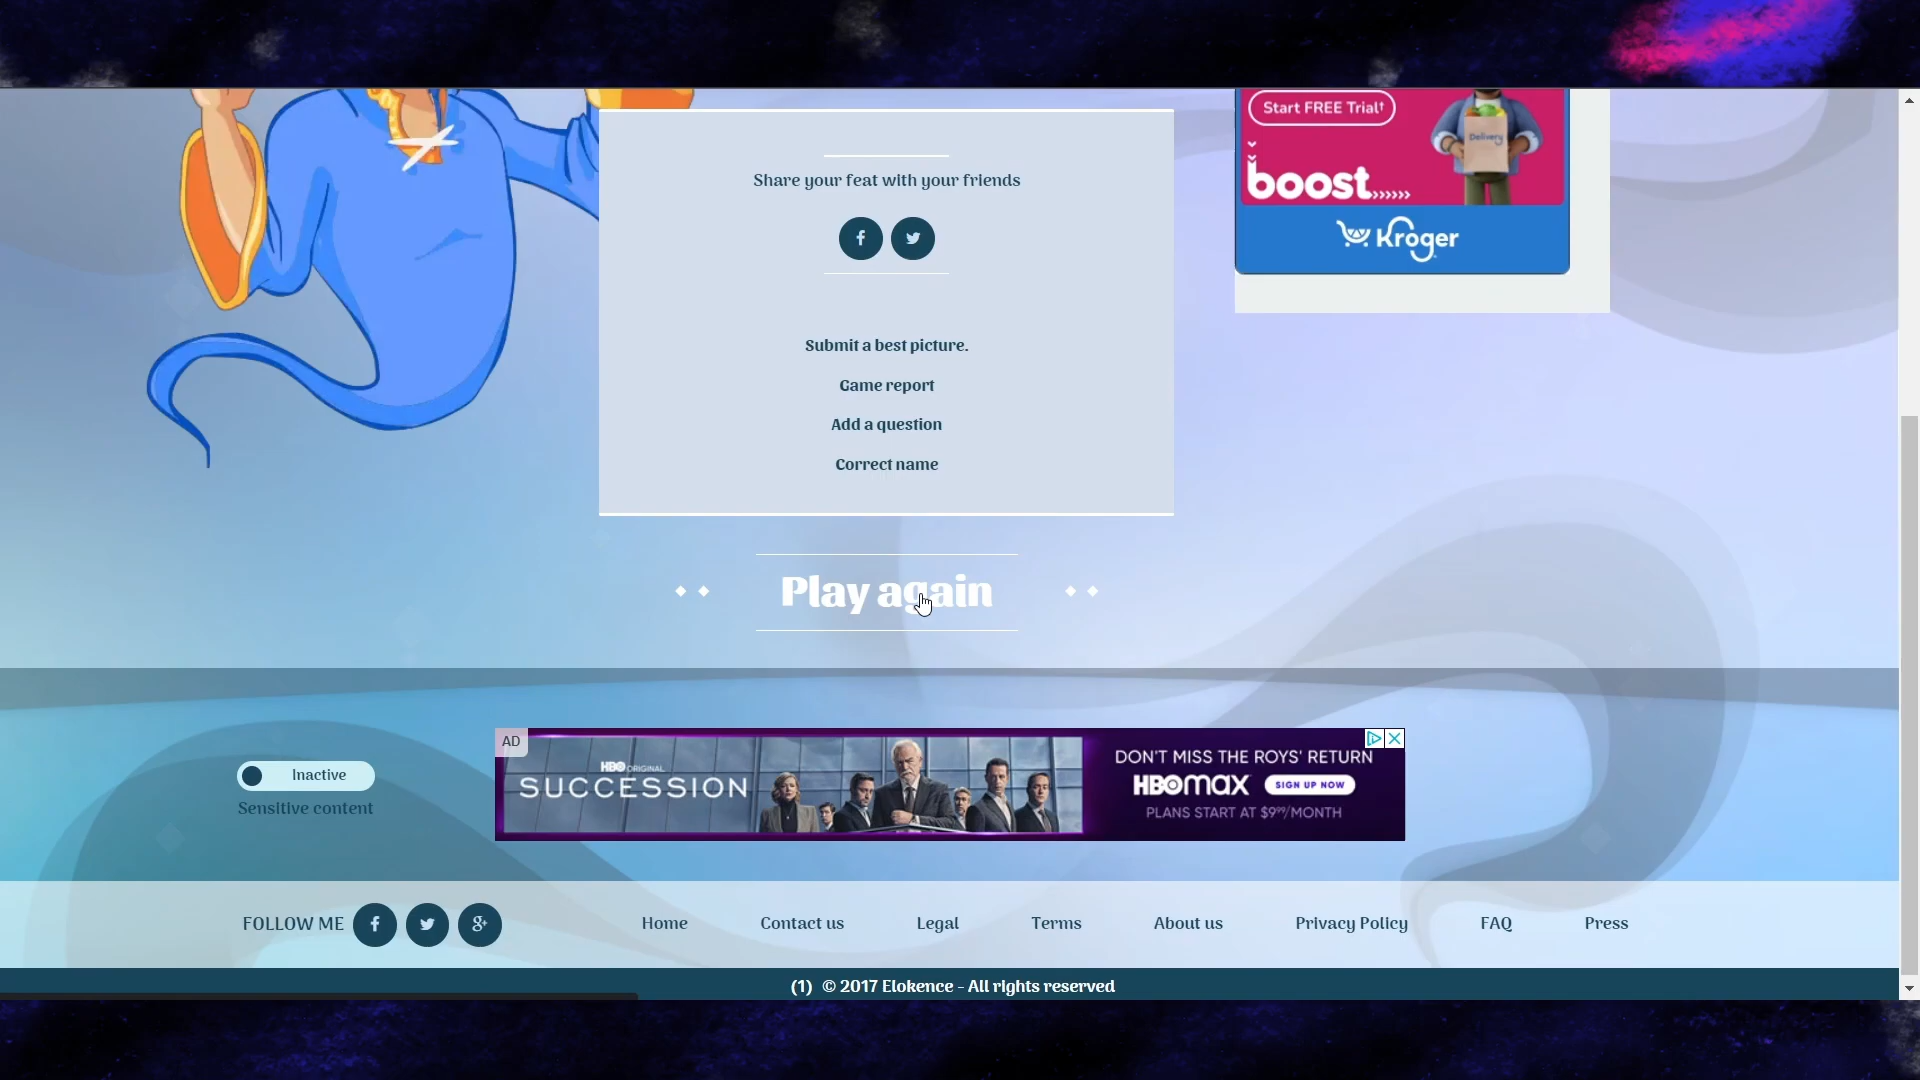 Start FREE Trial†
Delivery
boost
Kroger
Share your feat with your friends
Submit a best picture.
Game report
Add a question
Correct name
Play again
AD
HBO ORIGINAL
SUCCESSION
DON'T MISS THE ROYS' RETURN
HBOMAX SIGN UP NOW
PLANS START AT $9⁹⁹/MONTH
Inactive
Sensitive content
FOLLOW ME
Home
Contact us
Legal
Terms
About us
Privacy Policy
FAQ
Press
(1) © 2017 Elokence - All rights reserved